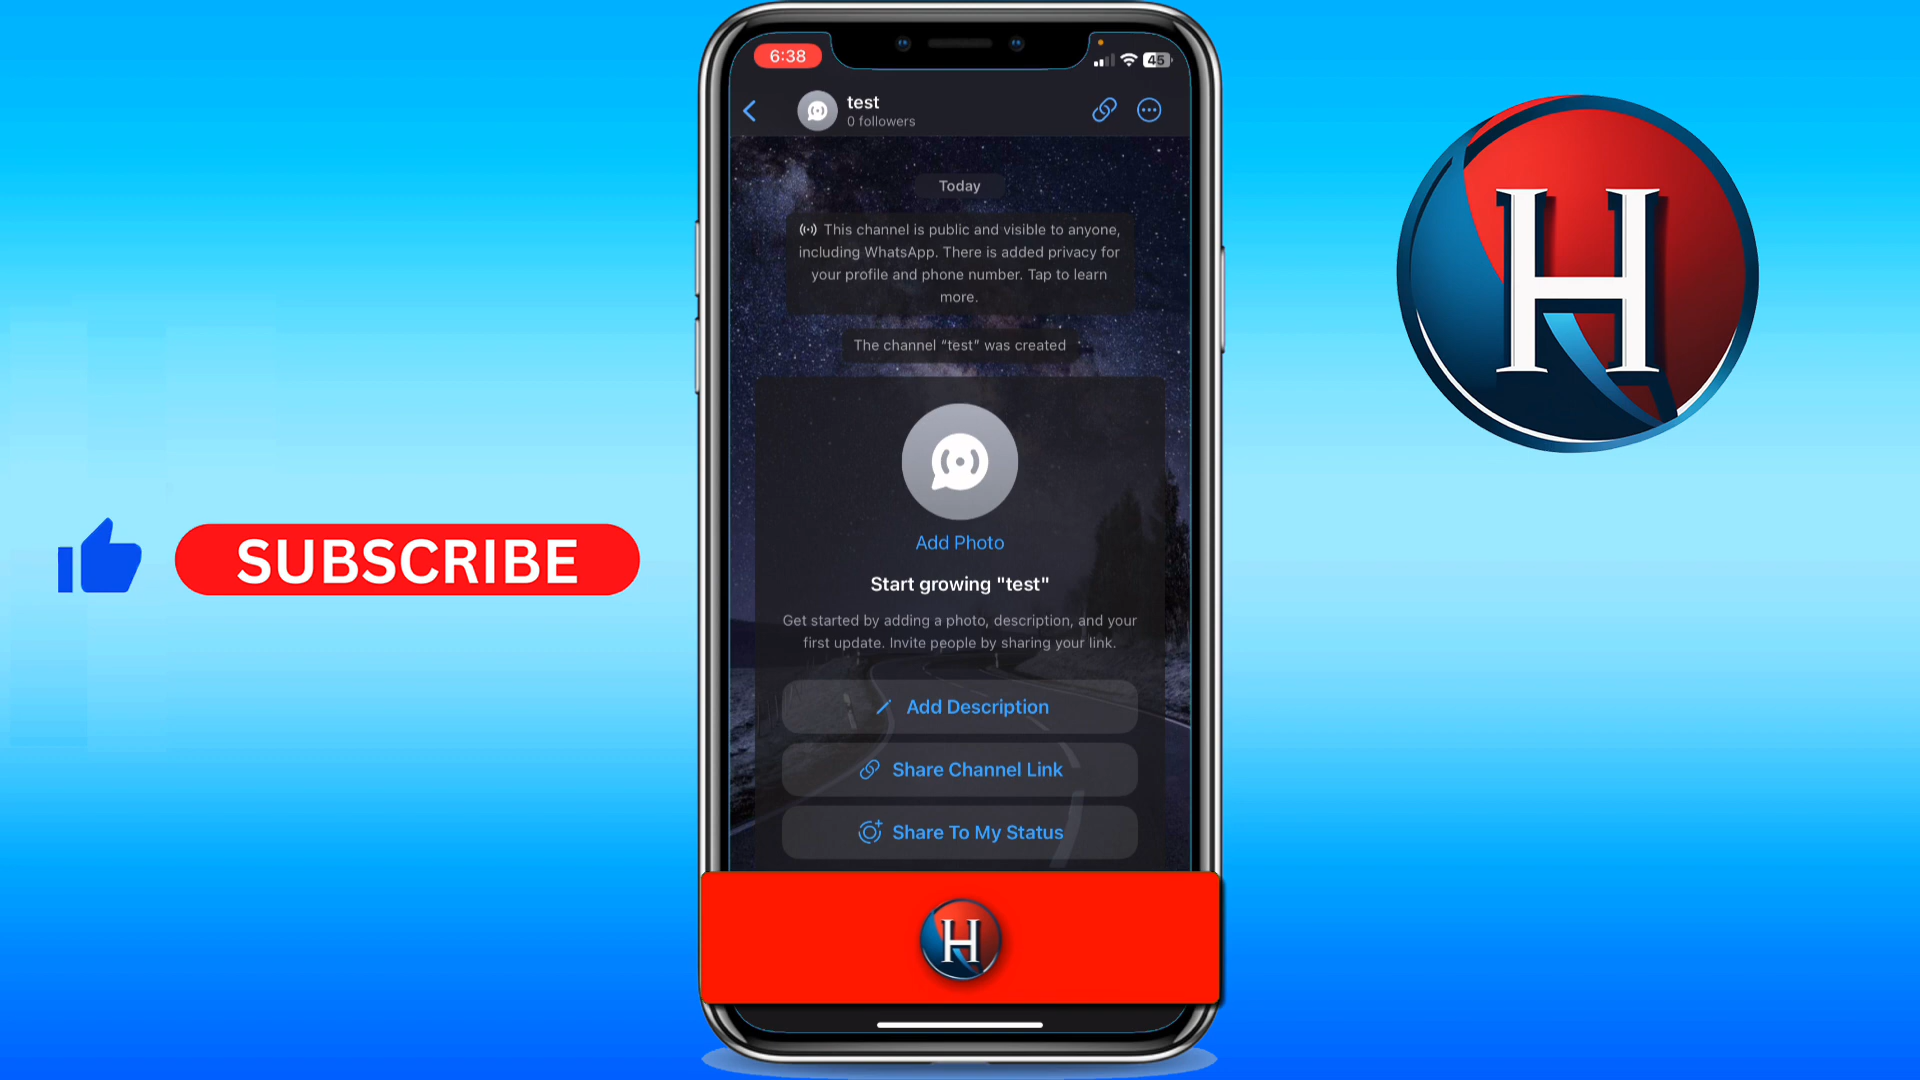 6:38
45
test
0 followers
Today
This channel is public and visible to anyone,
including WhatsApp. There is added privacy for
your profile and phone number. Tap to learn
more.
The channel “test” was created
Add Photo
Start growing "test"
Get started by adding a photo, description, and your
first update. Invite people by sharing your link.
Add Description
Share Channel Link
Share To My Status
SUBSCRIBE
H
H